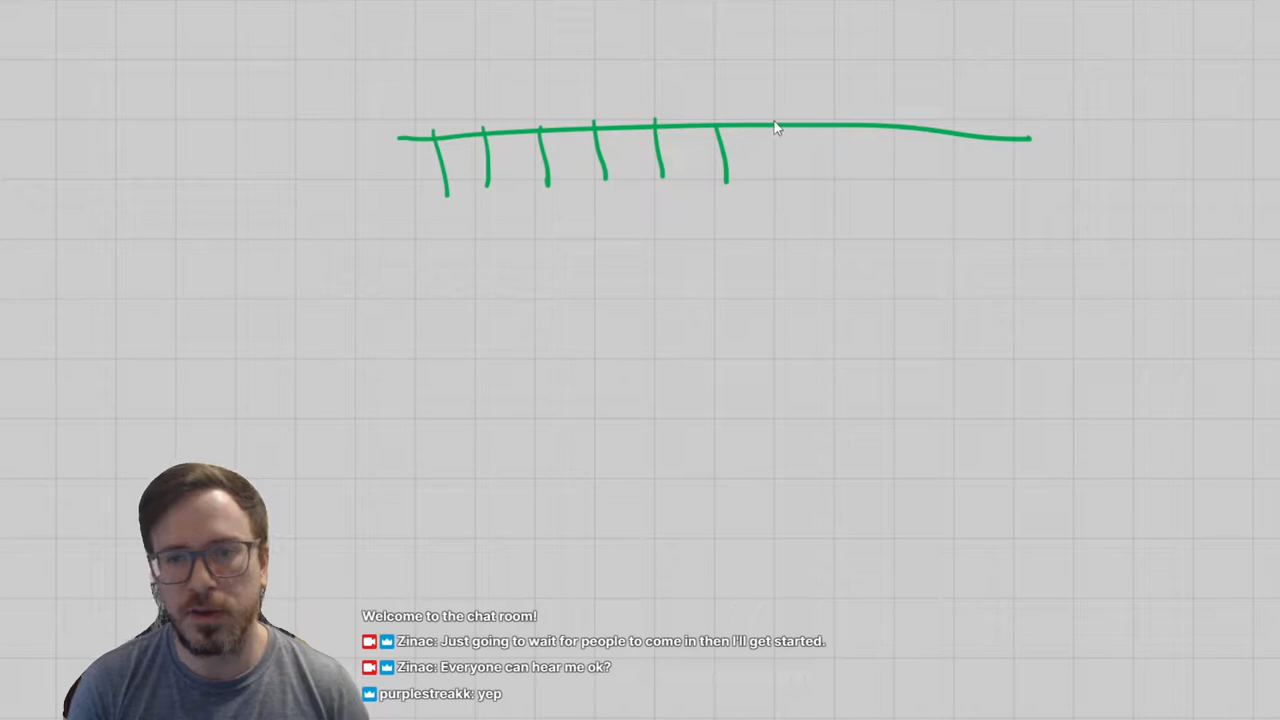 Welcome to the chat room!
Zinac: Just going to wait for people to come in then I'll get started.
Zinac: Everyone can hear me ok?
purplestreakk: yep